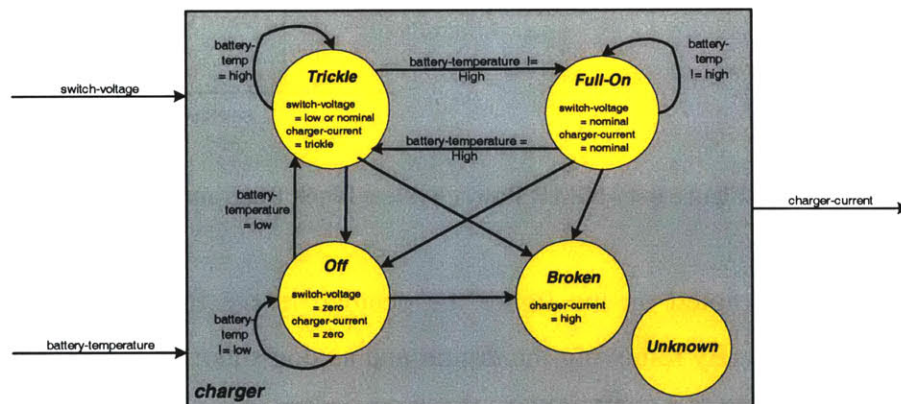 battery-
temp
= high
Trickle
switch-voltage
= low or nominal
charger-current
= trickle
battery-temperature !=
High
Full-On
switch-voltage
= nominal
charger-current
= nominal
battery-
temp
!= high
switch-voltage
battery-temperature =
High
charger-current
battery-
temperature
= low
Off
switch-voltage
= zero
charger-current
= zero
Broken
charger-current
= high
battery-
temp
!= low
Unknown
battery-temperature
charger